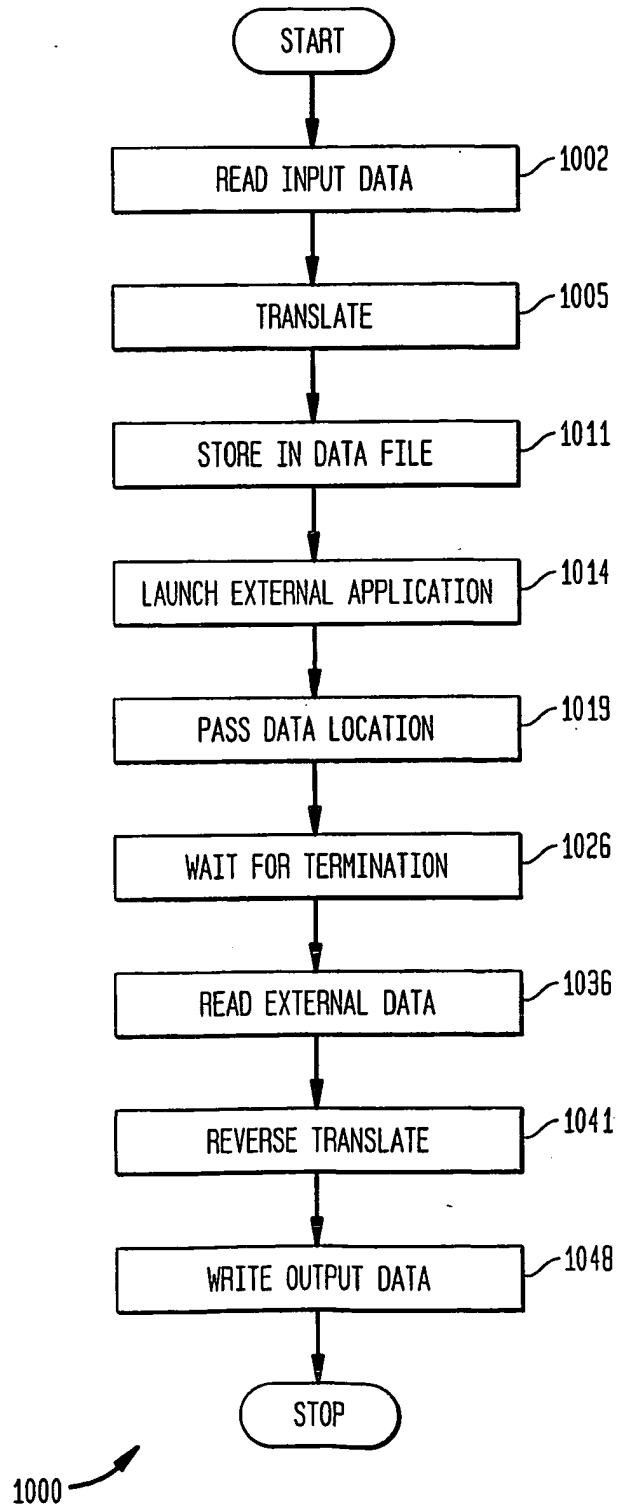 START
READ INPUT DATA
1002
TRANSLATE
1005
STORE IN DATA FILE
1011
LAUNCH EXTERNAL APPLICATION
1014
PASS DATA LOCATION
1019
WAIT FOR TERMINATION
1026
READ EXTERNAL DATA
1036
REVERSE TRANSLATE
1041
WRITE OUTPUT DATA
1048
STOP
1000